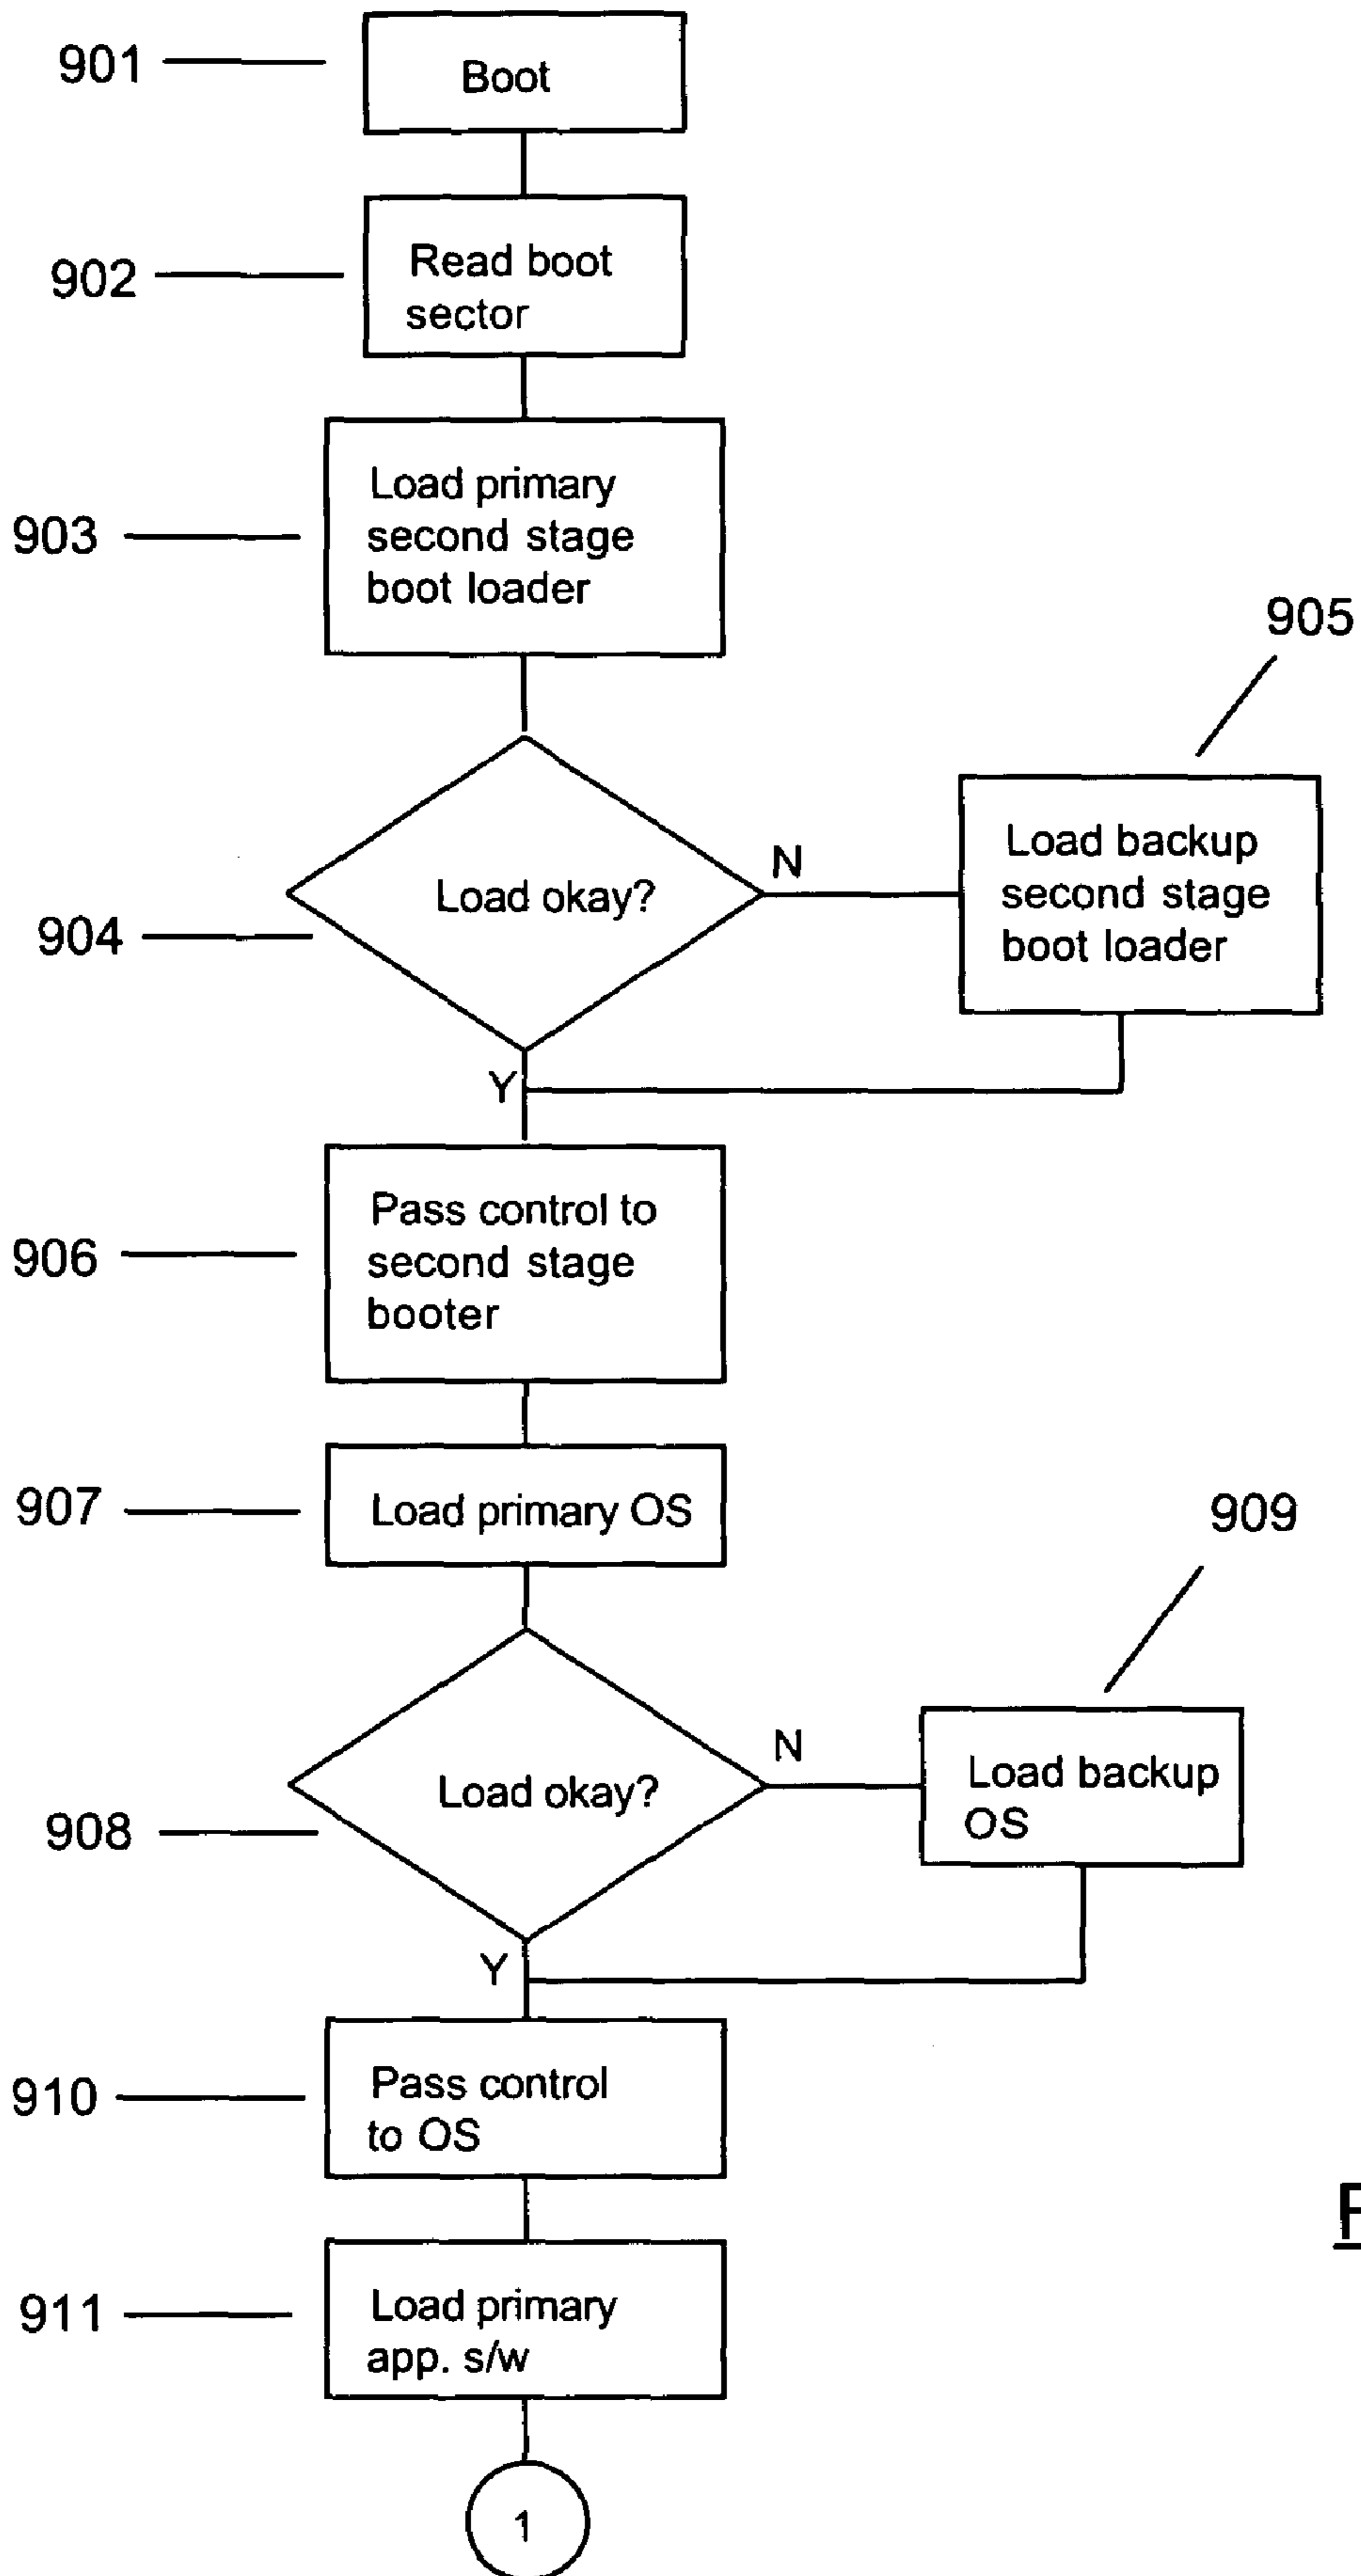 901
Boot
902
Read boot
sector
903
Load primary
second stage
boot loader
905
904
Load okay?
N
Load backup
second stage
boot loader
Y
906
Pass control to
second stage
booter
907
Load primary OS
909
908
Load okay?
N
Load backup
OS
Y
910
Pass control
to OS
911
Load primary
app. s/w
1